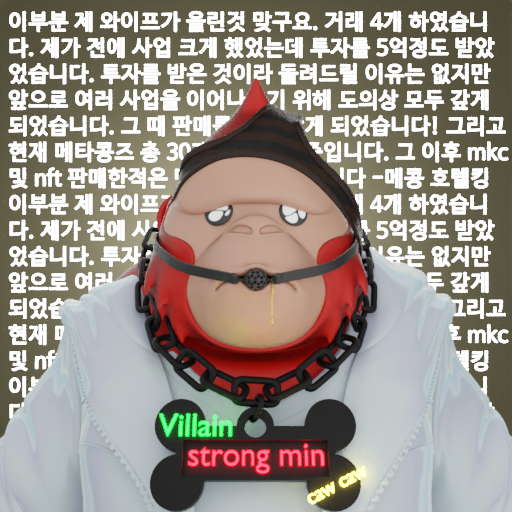 이부분 제 와이프가 올린것 맞구요. 거래 4개 하였습니
다. 제가 전에 사업 크게 했었는데 투자를 5억정도 받았
었습니다. 투자를 받은 것이라 돌려드릴 이유는 없지만
앞으로 여러 사업을 이어나 기 위해 도의상 모두 갚게
되었습니다. 그 때 판매를 게 되었습니다! 그리고
현재 메타콩즈 총 중입니다. 그 이후 mkc
및 nft 판매한적은 니다 -메콩 호텔킹
이부분 제 와이프가 4개 하였습니
다. 제가 전에 사 5억정도 받았
었습니다. 투자 유는 없지만
앞으로 여러 두 갚게
되었습 그리고
현재 mkc
및 nf 호텔킹
이부
Villain
strong min
caw caw